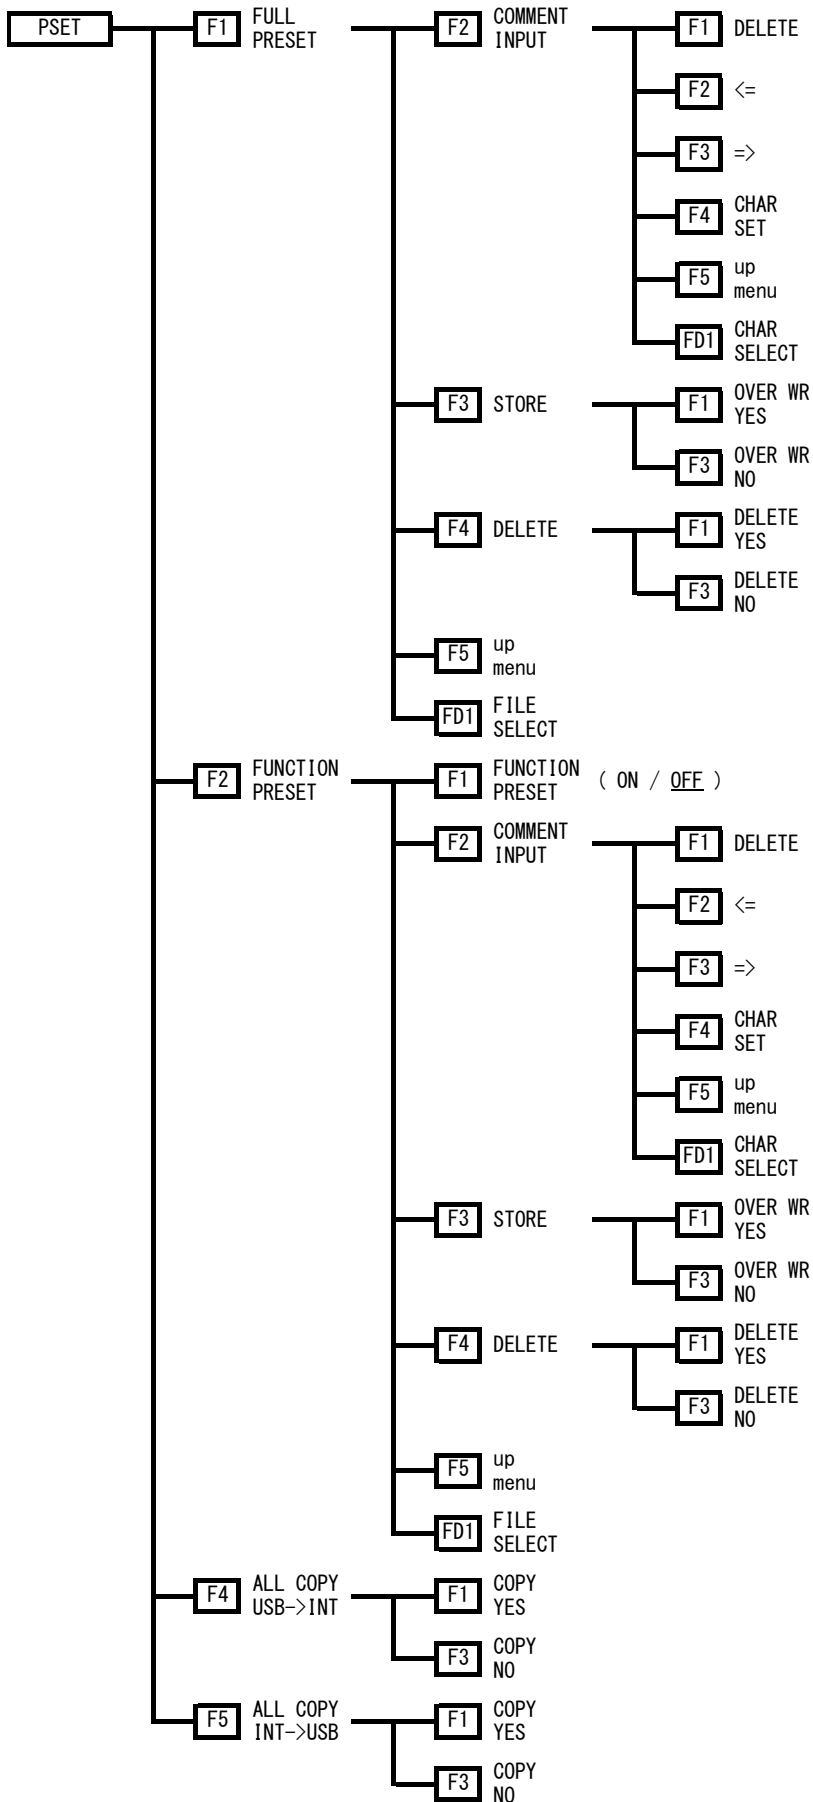 PSET
F1 FULL
PRESET
F2 COMMENT
INPUT
F1 DELETE
F2 <=
F3 =>
F4 CHAR
SET
F5 up
menu
FD1 CHAR
SELECT
F3 STORE
F1 OVER WR
YES
F3 OVER WR
NO
F4 DELETE
F1 DELETE
YES
F3 DELETE
NO
F5 up
menu
FD1 FILE
SELECT
F2 FUNCTION
PRESET
F1 FUNCTION
PRESET ( ON / OFF )
F2 COMMENT
INPUT
F1 DELETE
F2 <=
F3 =>
F4 CHAR
SET
F5 up
menu
FD1 CHAR
SELECT
F3 STORE
F1 OVER WR
YES
F3 OVER WR
NO
F4 DELETE
F1 DELETE
YES
F3 DELETE
NO
F5 up
menu
FD1 FILE
SELECT
F4 ALL COPY
USB->INT
F1 COPY
YES
F3 COPY
NO
F5 ALL COPY
INT->USB
F1 COPY
YES
F3 COPY
NO